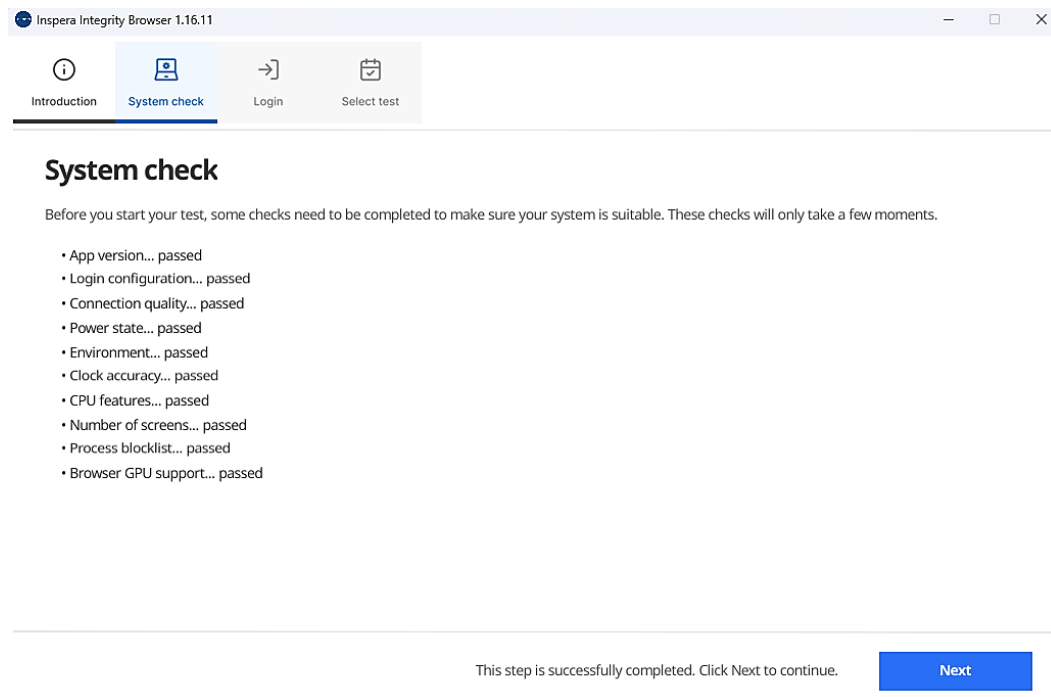 Inspera Integrity Browser 1.16.11
Introduction
System check
Login
Select test
System check
Before you start your test, some checks need to be completed to make sure your system is suitable. These checks will only take a few moments.
• App version... passed
• Login configuration... passed
• Connection quality... passed
• Power state... passed
• Environment... passed
• Clock accuracy... passed
• CPU features... passed
• Number of screens... passed
• Process blocklist... passed
• Browser GPU support... passed
This step is successfully completed. Click Next to continue.
Next